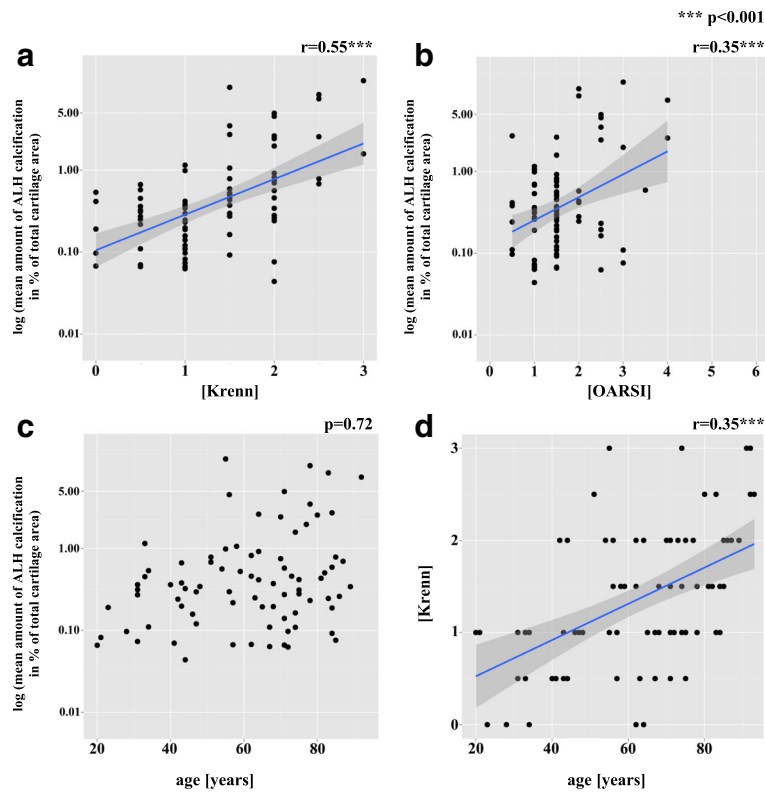 *** p<0.001
a
r=0.55***
log (mean amount of ALH calcification
in % of total cartilage area)
5.00
1.00
0.10
0.01
0 1 2 3
[Krenn]
b
r=0.35***
log (mean amount of ALH calcification
in % of total cartilage area)
5.00
1.00
0.10
0.01
0 1 2 3 4 5 6
[OARSI]
c
p=0.72
log (mean amount of ALH calcification
in % of total cartilage area)
5.00
1.00
0.10
0.01
20 40 60 80
age [years]
d
r=0.35***
[Krenn]
3
2
1
0
20 40 60 80
age [years]